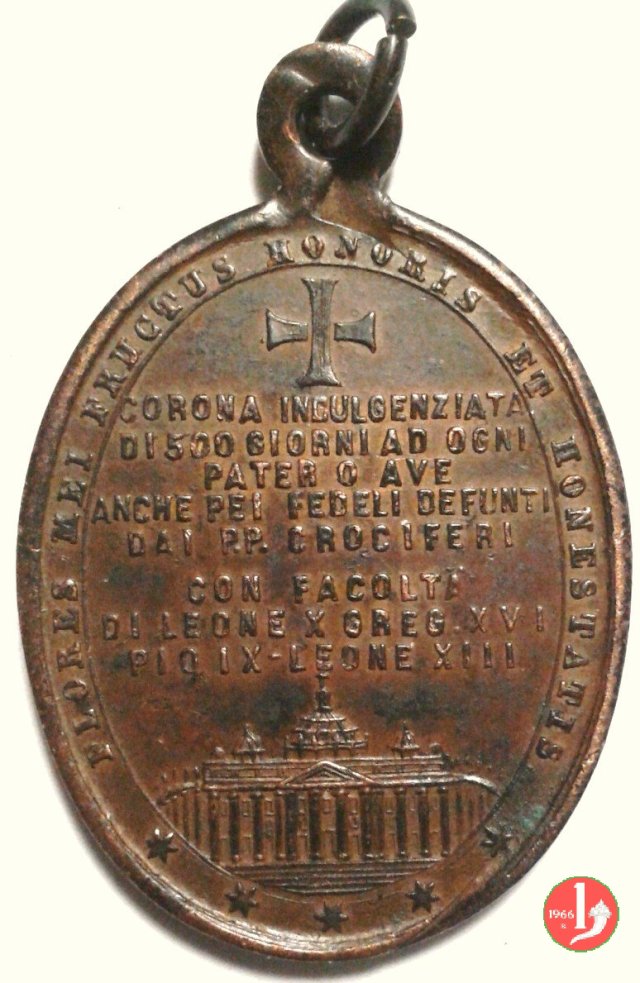 FLORES MEI FRUCTUS HONORIS ET HONESTATIS.
CORONA INDULGENZIATA
DI 500 GIORNI AD OGNI
PATER O AVE
ANCHE PEI FEDELI DEFUNTI
DAI PP. CROCIFERI
CON FACOLTÀ
DI LEONE X GREG. XVI
PIO IX-LEONE XIII
1966